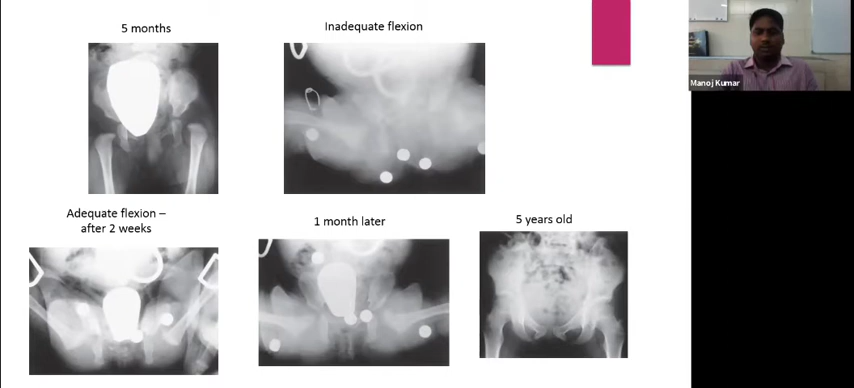 5 months
Inadequate flexion
Manoj Kumar
Adequate flexion –
after 2 weeks
1 month later
5 years old